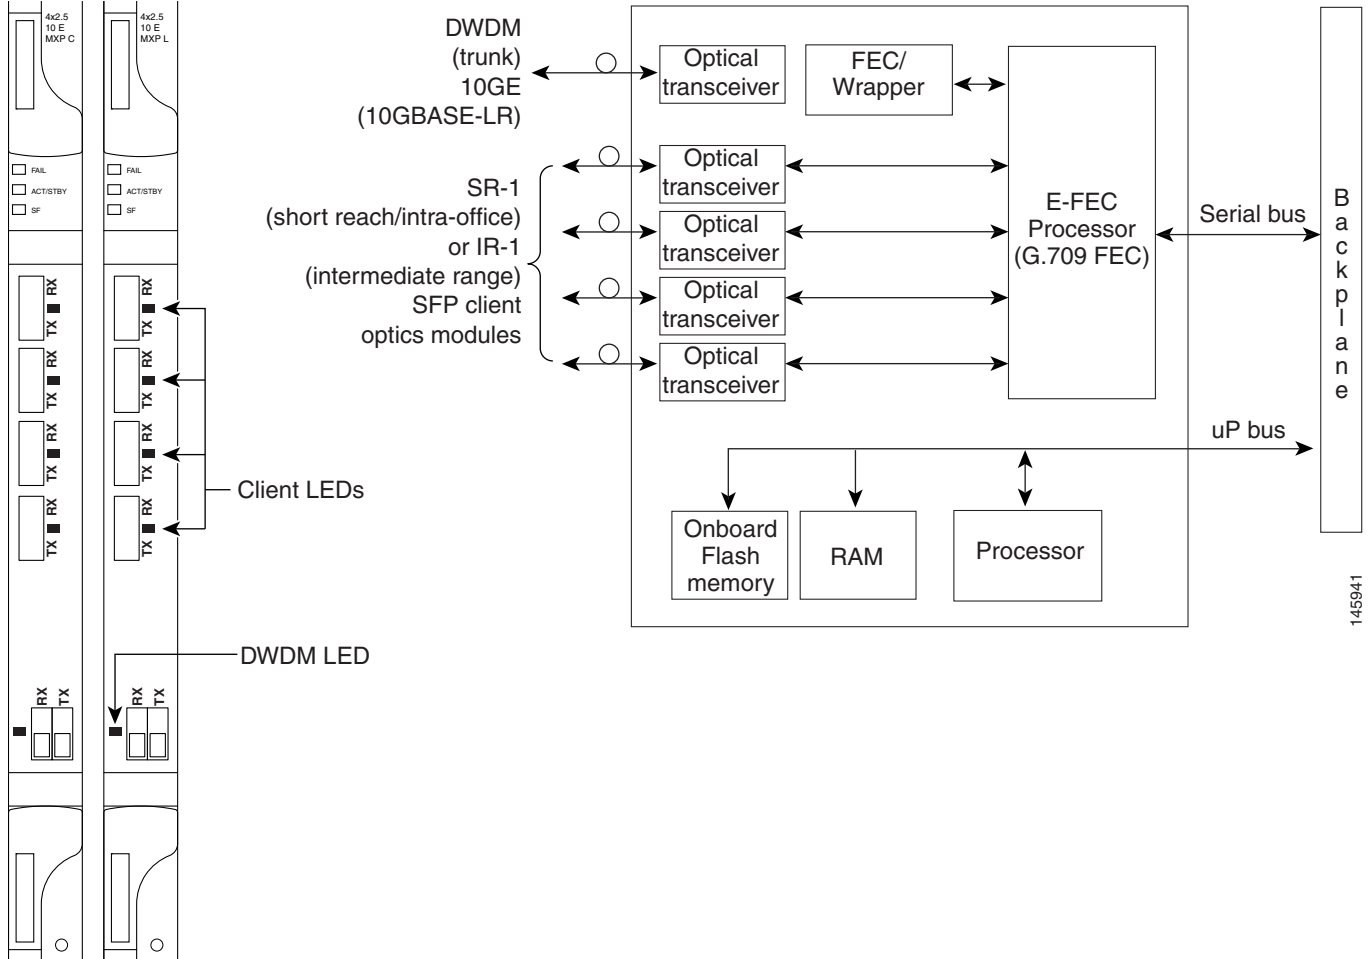 4x2.5
10 E
MXP C
FAIL
ACT/STBY
SF
RX
TX
RX
TX
RX
TX
RX
TX
RX
TX
4x2.5
10 E
MXP L
FAIL
ACT/STBY
SF
RX
TX
RX
TX
RX
TX
RX
TX
RX
TX
Client LEDs
DWDM LED
DWDM
(trunk)
10GE
(10GBASE-LR)
SR-1
(short reach/intra-office)
or IR-1
(intermediate range)
SFP client
optics modules
Optical
transceiver
Optical
transceiver
Optical
transceiver
Optical
transceiver
Optical
transceiver
FEC/
Wrapper
E-FEC
Processor
(G.709 FEC)
Serial bus
uP bus
Onboard
Flash
memory
RAM
Processor
Backplane
145941